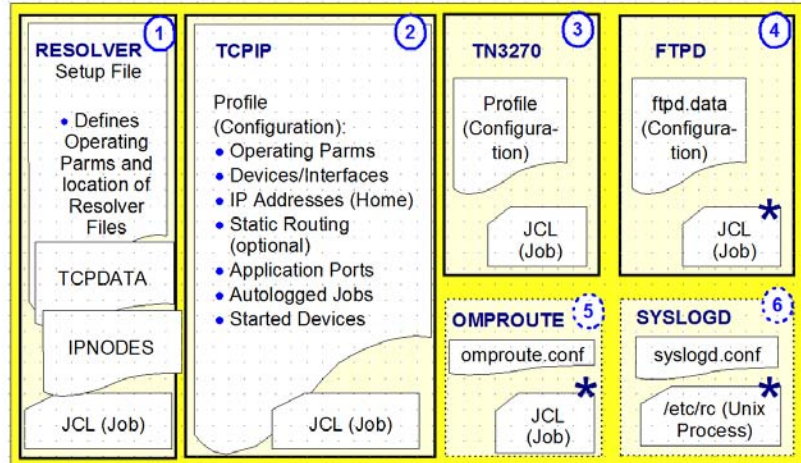 1
RESOLVER
Setup File
• Defines
Operating
Parms and
location of
Resolver
Files
TCPDATA
IPNODES
JCL (Job)
2
TCPIP
Profile
(Configuration):
• Operating Parms
• Devices/Interfaces
• IP Addresses (Home)
• Static Routing
(optional)
• Application Ports
• Autologged Jobs
• Started Devices
JCL (Job)
3
TN3270
Profile
(Configura-
tion)
JCL
(Job)
4
FTPD
ftpd.data
(Configura-
tion)
*
JCL
(Job)
5
OMPROUTE
omproute.conf
*
JCL
(Job)
6
SYSLOGD
syslogd.conf
*
/etc/rc (Unix
Process)